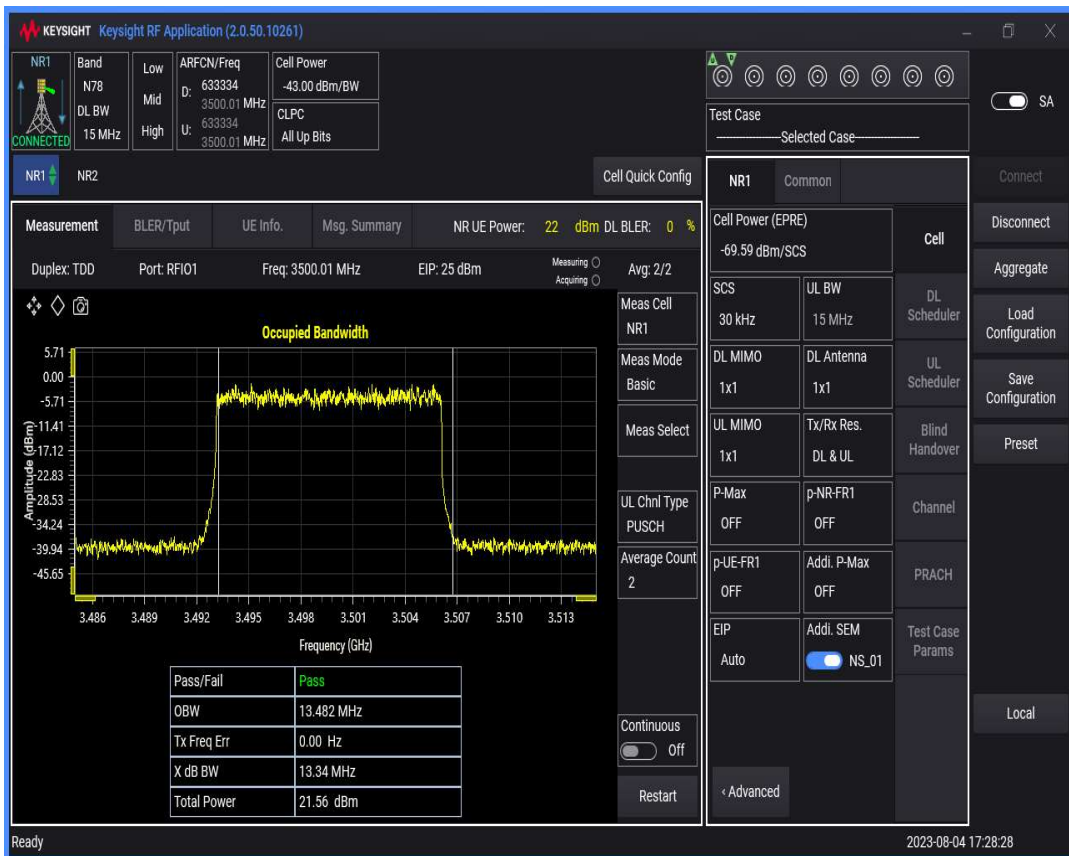 KEYSIGHT Keysight RF Application (2.0.50.10261)
NR1
CONNECTED
Band
N78
DL BW
15 MHz
Low
Mid
High
ARFCN/Freq
D: 633334
3500.01 MHz
U: 633334
3500.01 MHz
Cell Power
-43.00 dBm/BW
CLPC
All Up Bits
Test Case
Selected Case
SA
NR1 NR2 Cell Quick Config
Measurement BLER/Tput UE Info. Msg. Summary NR UE Power: 22 dBm DL BLER: 0 %
Duplex: TDD Port: RFIO1 Freq: 3500.01 MHz EIP: 25 dBm Measuring Acquiring Avg: 2/2
Occupied Bandwidth
Amplitude (dBm)
5.71
0.00
-5.71
-11.41
-17.12
-22.83
-28.53
-34.24
-39.94
-45.65
3.486 3.489 3.492 3.495 3.498 3.501 3.504 3.507 3.510 3.513
Frequency (GHz)
Pass/Fail Pass
OBW 13.482 MHz
Tx Freq Err 0.00 Hz
X dB BW 13.34 MHz
Total Power 21.56 dBm
Meas Cell
NR1
Meas Mode
Basic
Meas Select
UL Chnl Type
PUSCH
Average Count
2
Continuous
Off
Restart
NR1 Common
Cell Power (EPRE)
-69.59 dBm/SCS
SCS UL BW
30 kHz 15 MHz
DL MIMO DL Antenna
1x1 1x1
UL MIMO Tx/Rx Res.
1x1 DL & UL
P-Max p-NR-FR1
OFF OFF
p-UE-FR1 Addi. P-Max
OFF OFF
EIP Addi. SEM
Auto NS_01
‹ Advanced
Cell
DL
Scheduler
UL
Scheduler
Blind
Handover
Channel
PRACH
Test Case
Params
Connect
Disconnect
Aggregate
Load
Configuration
Save
Configuration
Preset
Local
Ready 2023-08-04 17:28:28